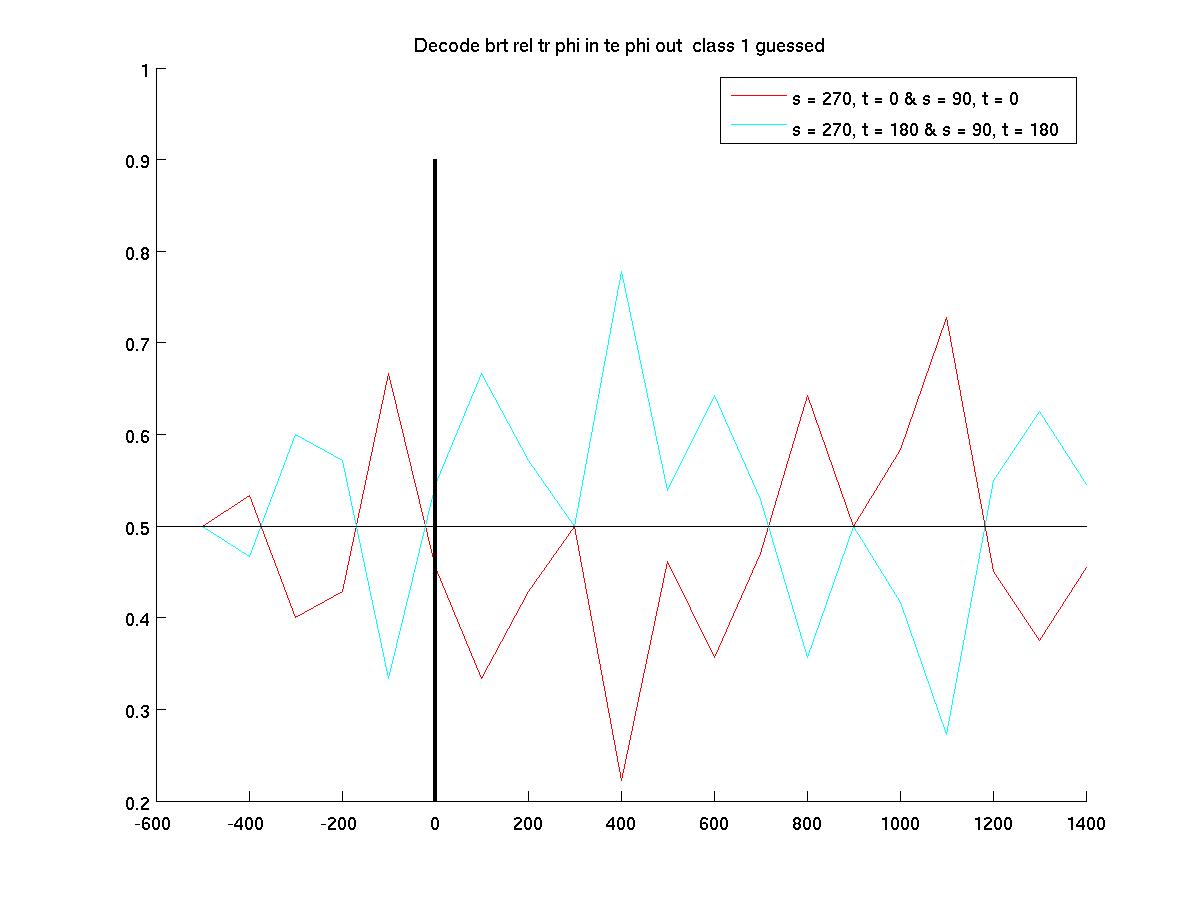 Decode brt rel tr phi in te phi out  class 1 guessed
s = 270, t = 0 & s = 90, t = 0
s = 270, t = 180 & s = 90, t = 180
1
0.9
0.8
0.7
0.6
0.5
0.4
0.3
0.2
-600 -400 -200 0 200 400 600 800 1000 1200 1400